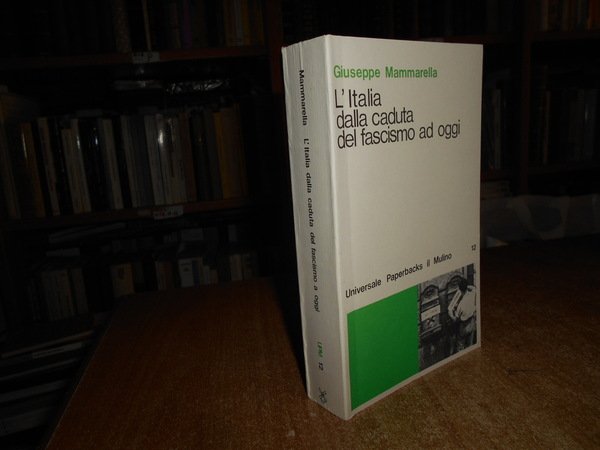 Giuseppe Mammarella
L'Italia
dalla caduta
del fascismo ad oggi
Universale Paperbacks il Mulino
12
Mammarella L'Italia dalla caduta del fascismo a oggi
UPM 12